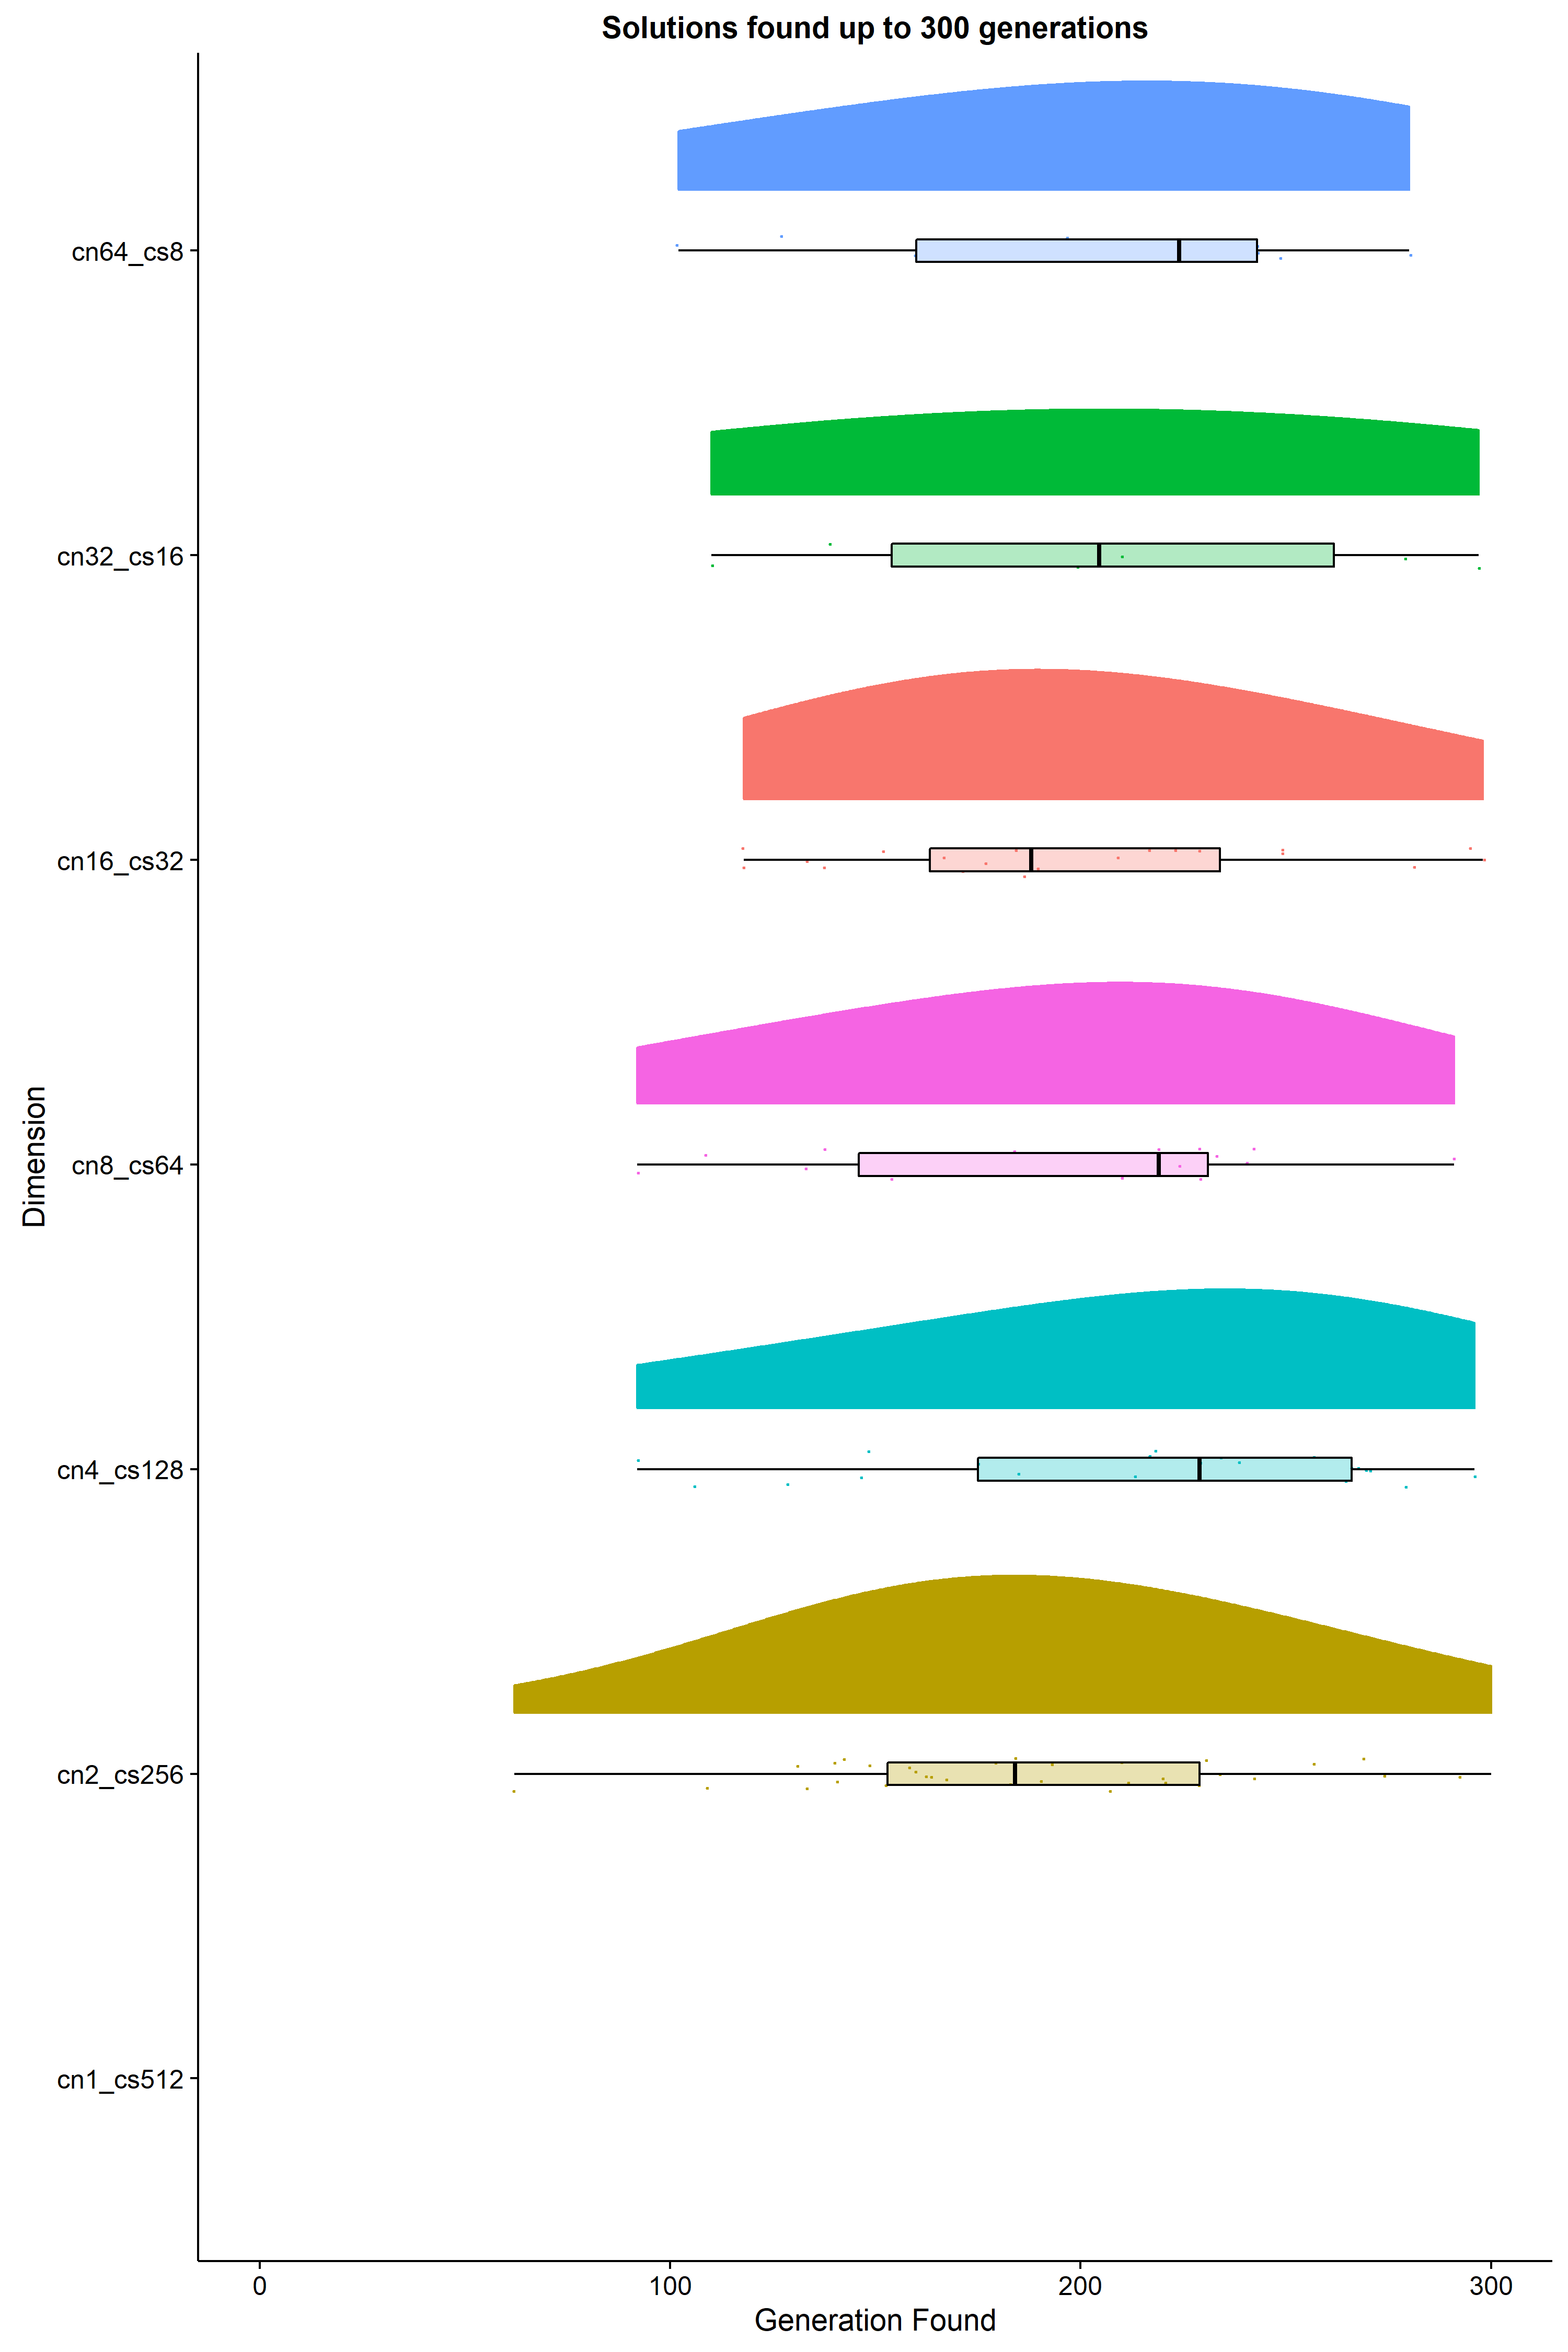 Solutions found up to 300 generations
cn64_cs8
cn32_cs16
cn16_cs32
cn8_cs64
cn4_cs128
cn2_cs256
cn1_cs512
Dimension
0 100 200 300
Generation Found